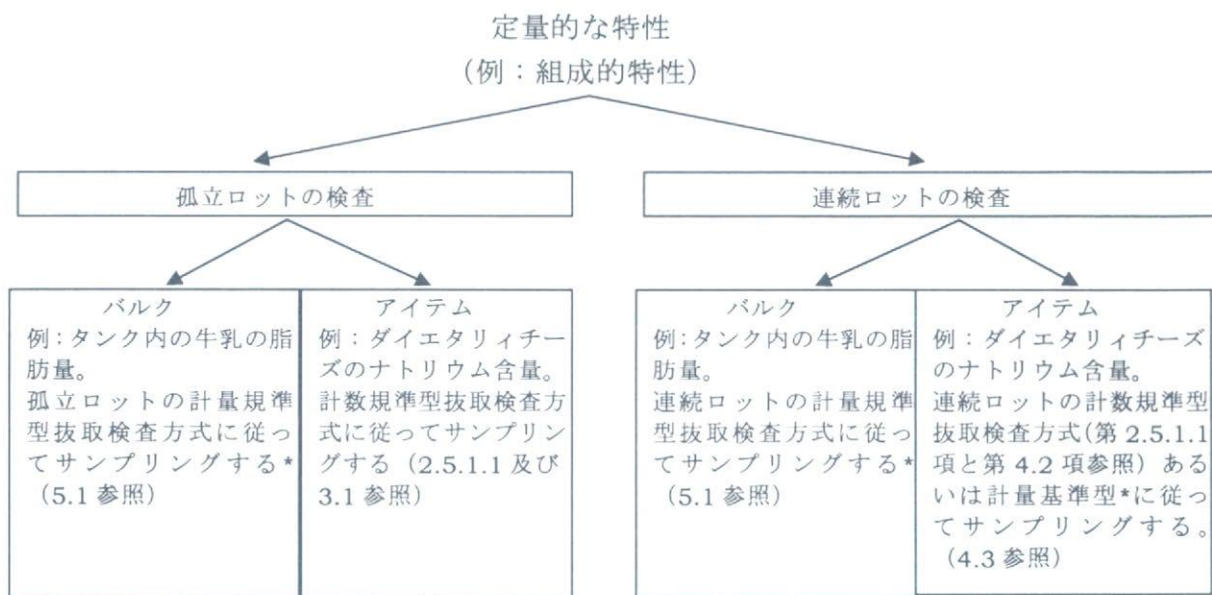 定量的な特性
(例：組成的特性)
孤立ロットの検査
連続ロットの検査
バルク
例：タンク内の牛乳の脂
肪量。
孤立ロットの計量規準
型抜取検査方式に従っ
てサンプリングする*
(5.1 参照)
アイテム
例：ダイエタリィチー
ズのナトリウム含量。
計数規準型抜取検査方
式に従ってサンプリン
グする（2.5.1.1 及び
3.1 参照）
バルク
例：タンク内の牛乳の脂
肪量。
連続ロットの計量規準
型抜取検査方式に従っ
てサンプリングする*
（5.1 参照）
アイテム
例：ダイエタリィチーズ
のナトリウム含量。
連続ロットの計数規準型
抜取検査方式(第 2.5.1.1
項と第 4.2 項参照）ある
いは計量基準型*に従っ
てサンプリングする。
(4.3 参照）